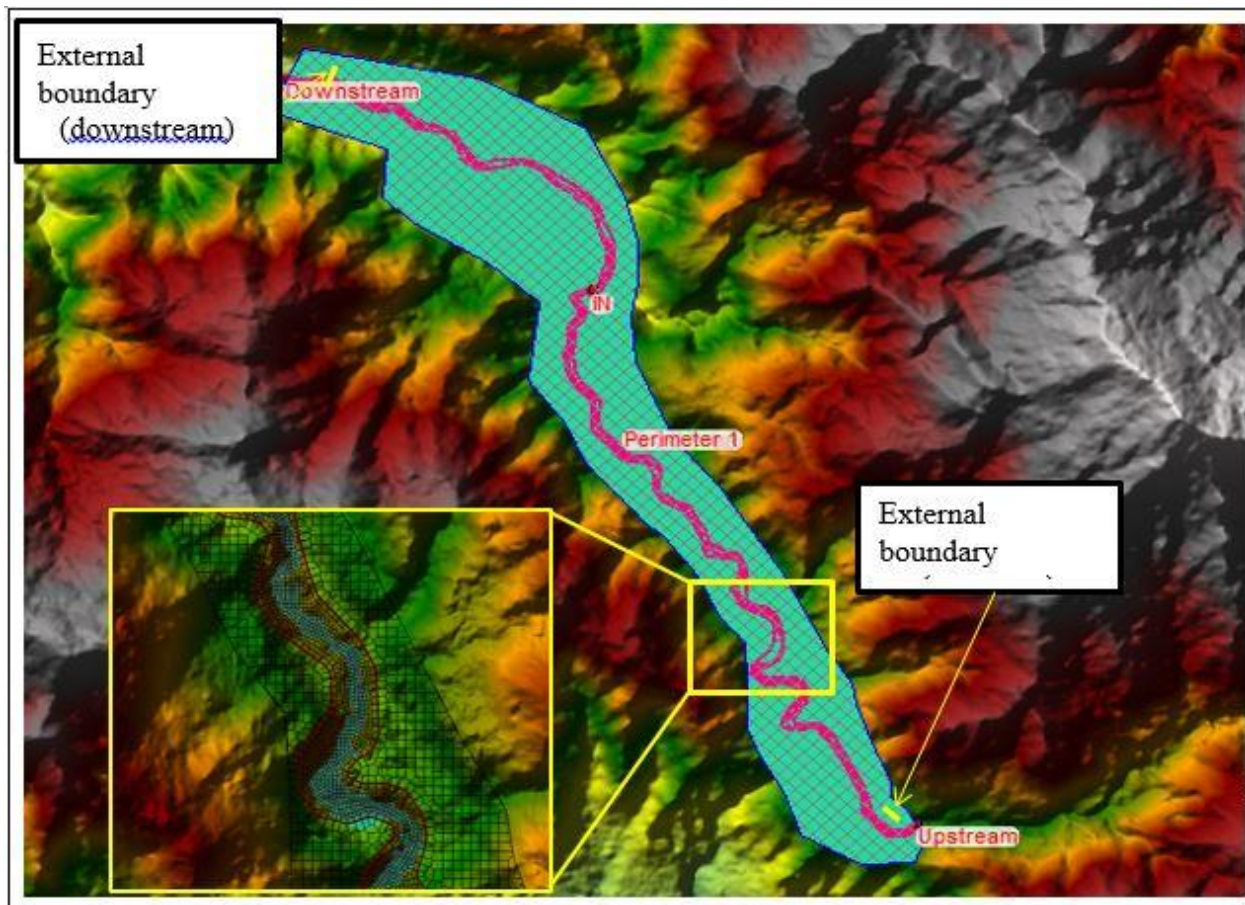 External
boundary
(downstream)
Downstream
iN
Perimeter 1
External
boundary
Upstream